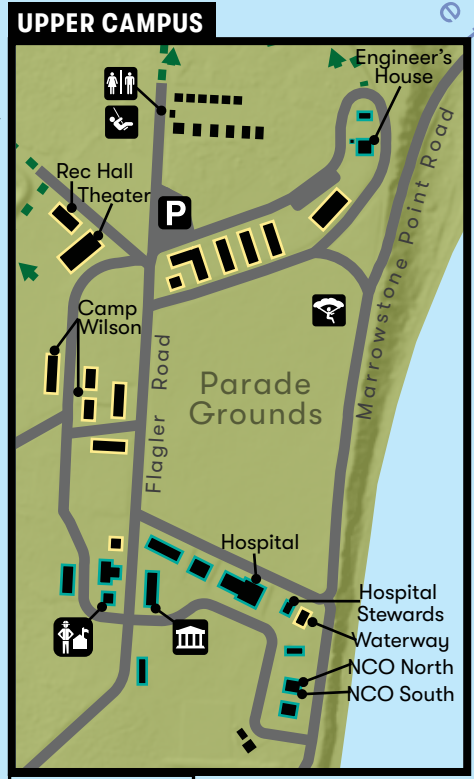 UPPER CAMPUS
Engineer's
House
Rec Hall
Theater
P
Camp
Wilson
Marrowstone Point Road
Flagler Road
Parade
Grounds
Hospital
Hospital
Stewards
Waterway
NCO North
NCO South